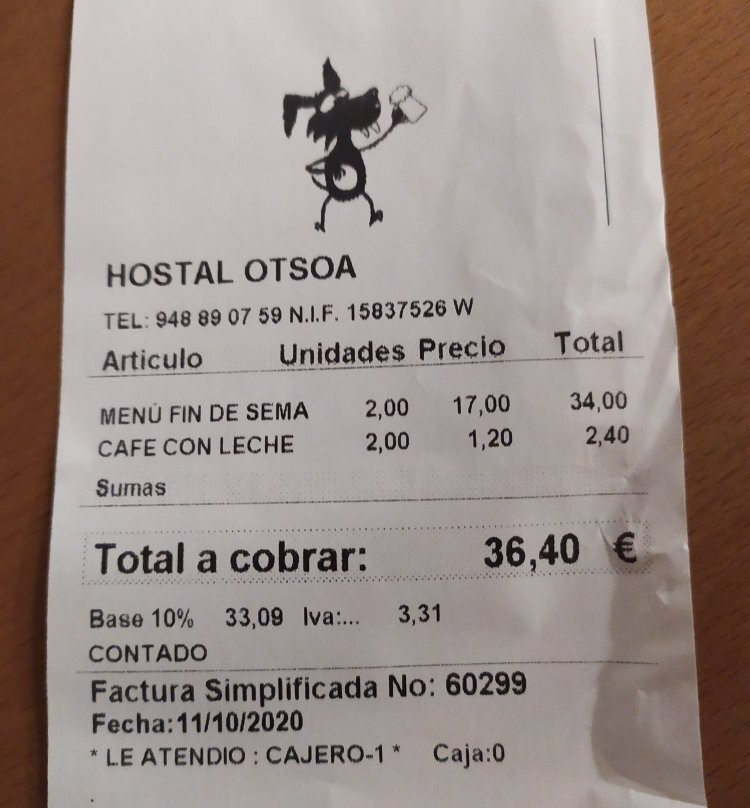 HOSTAL OTSOA
TEL: 948 89 07 59 N.I.F. 15837526 W
Articulo Unidades Precio Total
MENÚ FIN DE SEMA 2,00 17,00 34,00
CAFE CON LECHE 2,00 1,20 2,40
Sumas
Total a cobrar: 36,40 €
Base 10% 33,09 Iva:... 3,31
CONTADO
Factura Simplificada No: 60299
Fecha:11/10/2020
* LE ATENDIO : CAJERO-1 * Caja:0